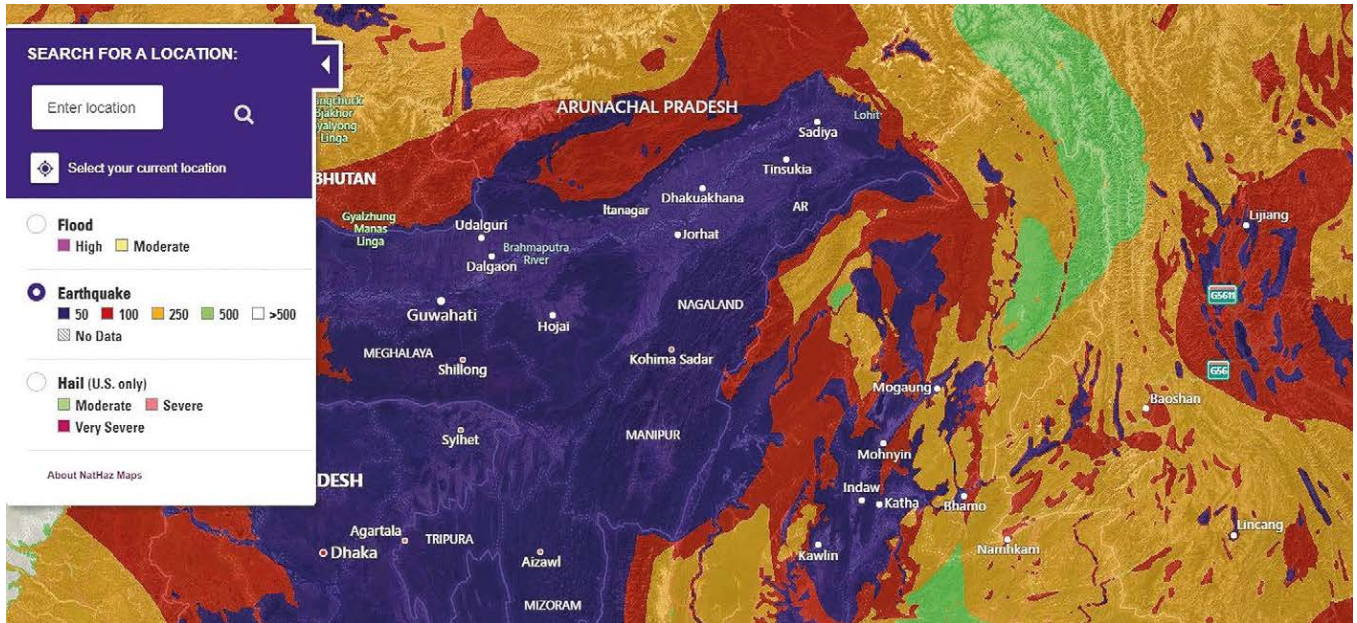 SEARCH FOR A LOCATION:
Enter location
Select your current location
Flood
High Moderate
Earthquake
50 100 250 500 >500
No Data
Hail (U.S. only)
Moderate Severe
Very Severe
About NatHaz Maps
Linga
BHUTAN
Gyalzhung
Manas
Linga
ARUNACHAL PRADESH
Lohit
Sadiya
Tinsukia
Dhakuakhana
Itanagar
AR
Udalguri
Jorhat
Brahmaputra
River
Dalgaon
Guwahati
Hojai
NAGALAND
MEGHALAYA
Shillong
Kohima Sadar
Sylhet
MANIPUR
DESH
Agartala
TRIPURA
Dhaka
Aizawl
MIZORAM
Mogaung
Mohnyin
Indaw
Katha
Bhamo
Kawlin
Namhkam
Lijiang
G5611
G56
Baoshan
Lincang